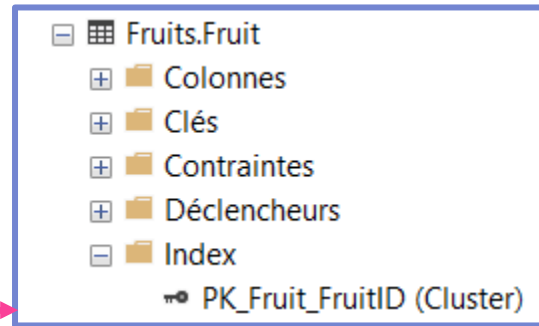 Fruits.Fruit
Colonnes
Clés
Contraintes
Déclencheurs
Index
PK_Fruit_FruitID (Cluster)